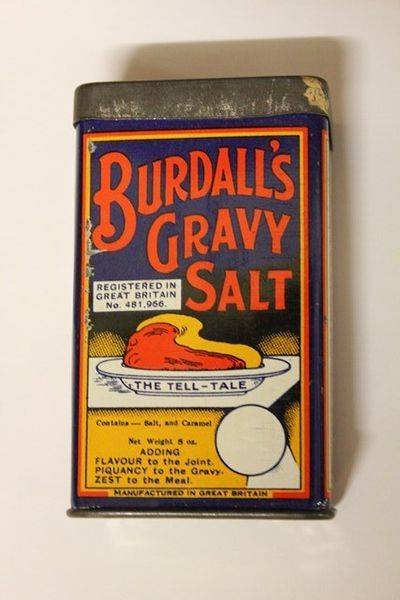 BURDALL'S
GRAVY
SALT
REGISTERED IN
GREAT BRITAIN
No. 481,966.
THE TELL-TALE
Contains — Salt, and Caramel
Net Weight 8 oz.
ADDING
FLAVOUR to the Joint.
PIQUANCY to the Gravy.
ZEST to the Meal.
MANUFACTURED IN GREAT BRITAIN